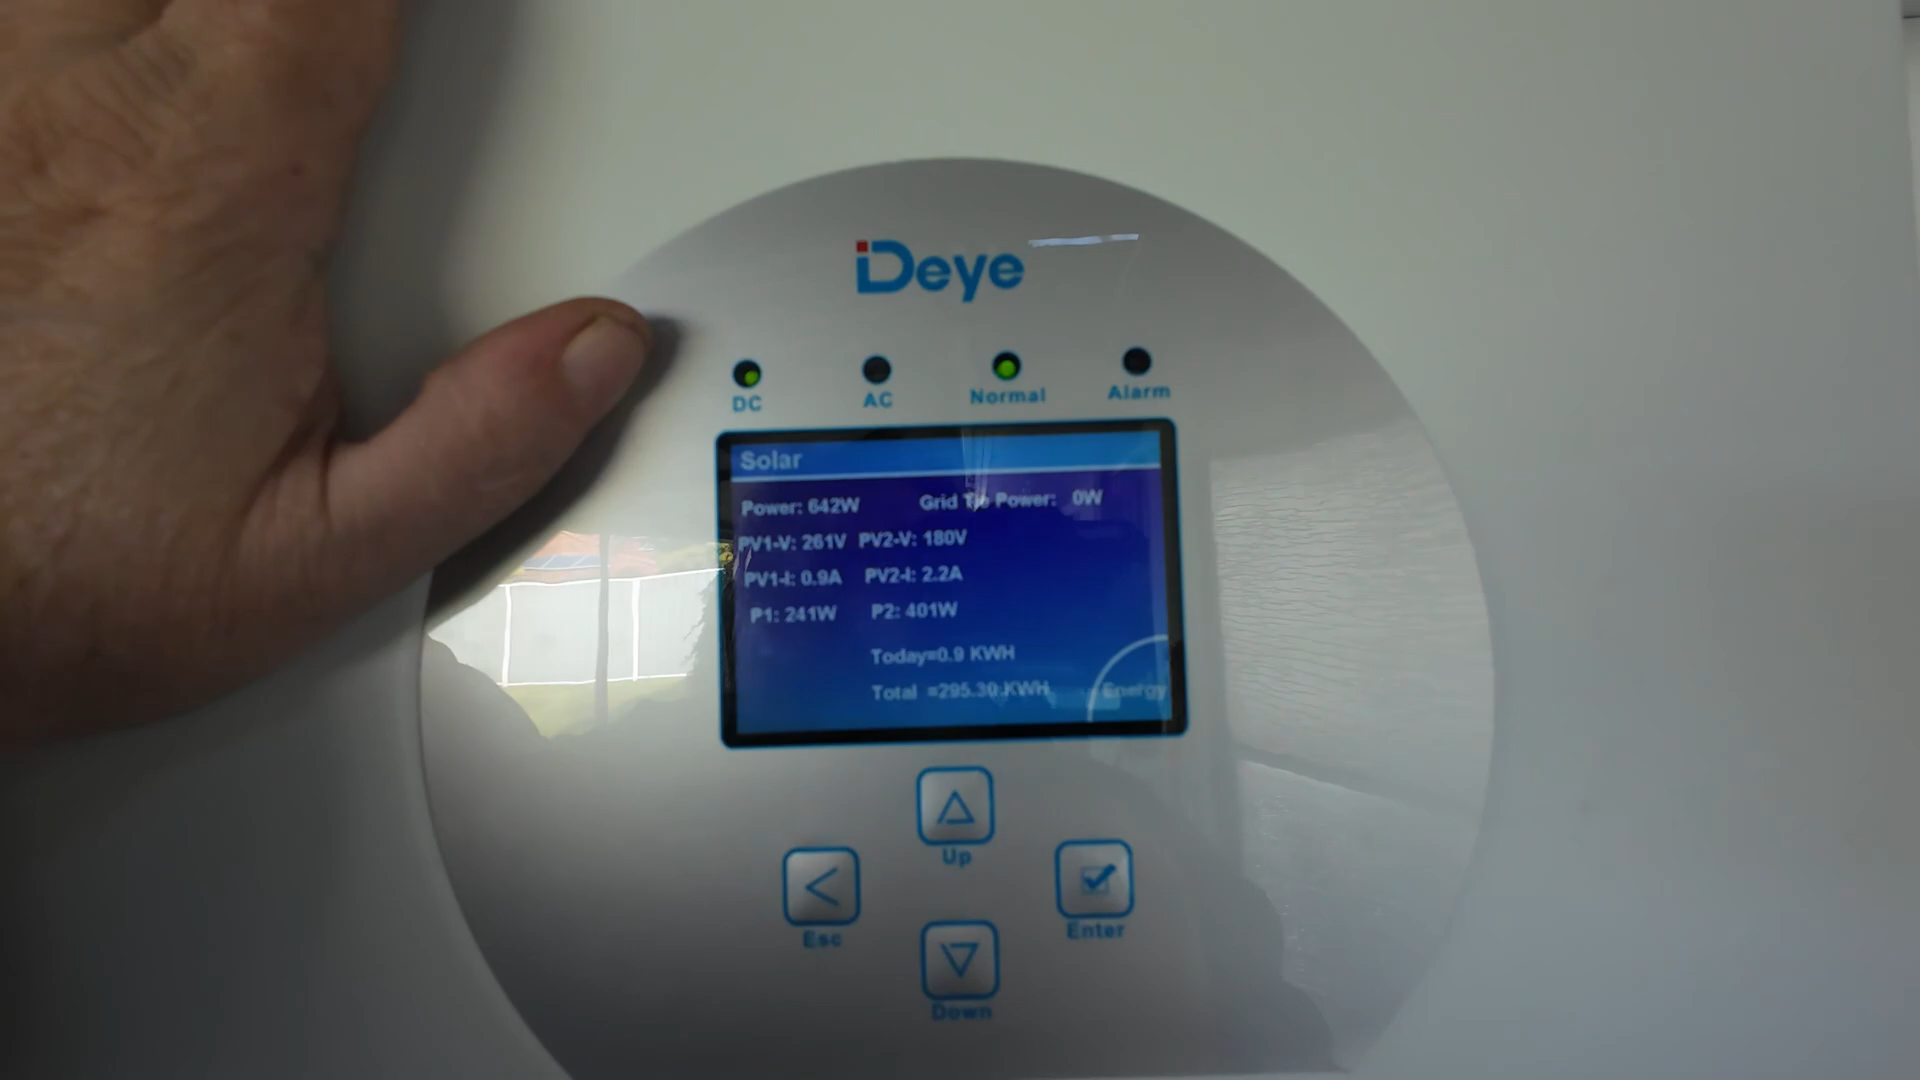 Deye
DC AC Normal Alarm
Solar
Power: 642W Grid Tie Power: 0W
PV1-V: 261V PV2-V: 180V
PV1-I: 0.9A PV2-I: 2.2A
P1: 241W P2: 401W
Today=0.9 KWH
Total =295.30 KWH Energy
Up
Esc Enter
Down